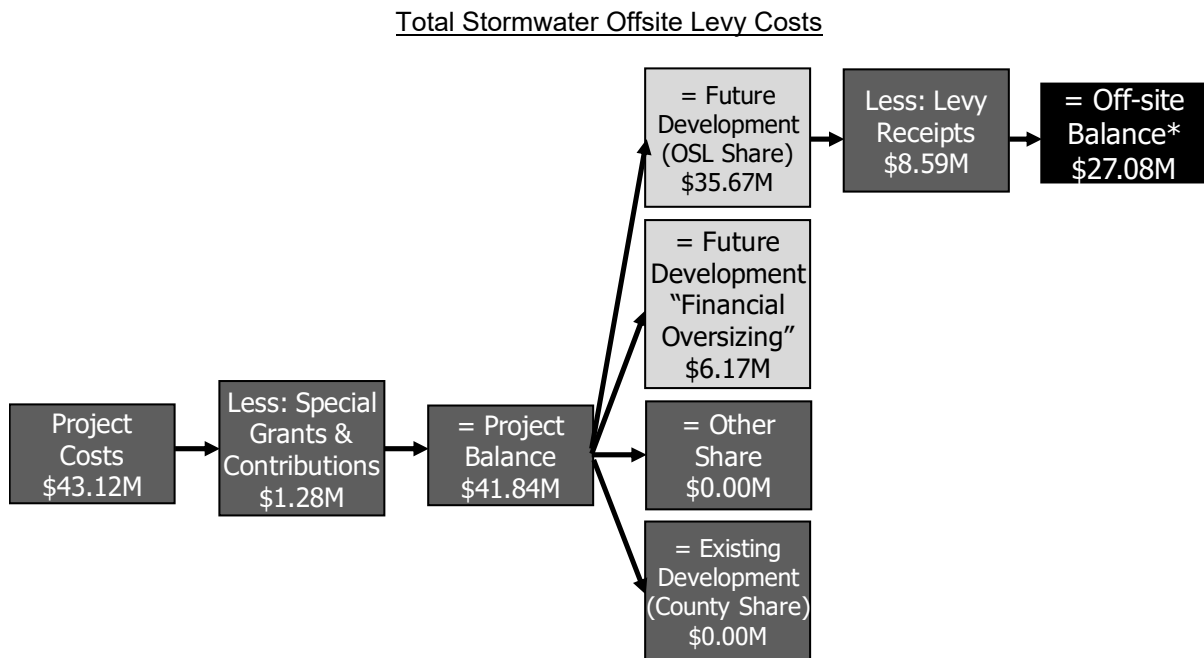 Total Stormwater Offsite Levy Costs
Project
Costs
$43.12M
Less: Special
Grants &
Contributions
$1.28M
= Project
Balance
$41.84M
= Future
Development
(OSL Share)
$35.67M
Less: Levy
Receipts
$8.59M
= Off-site
Balance*
$27.08M
= Future
Development
“Financial
Oversizing”
$6.17M
= Other
Share
$0.00M
= Existing
Development
(County Share)
$0.00M